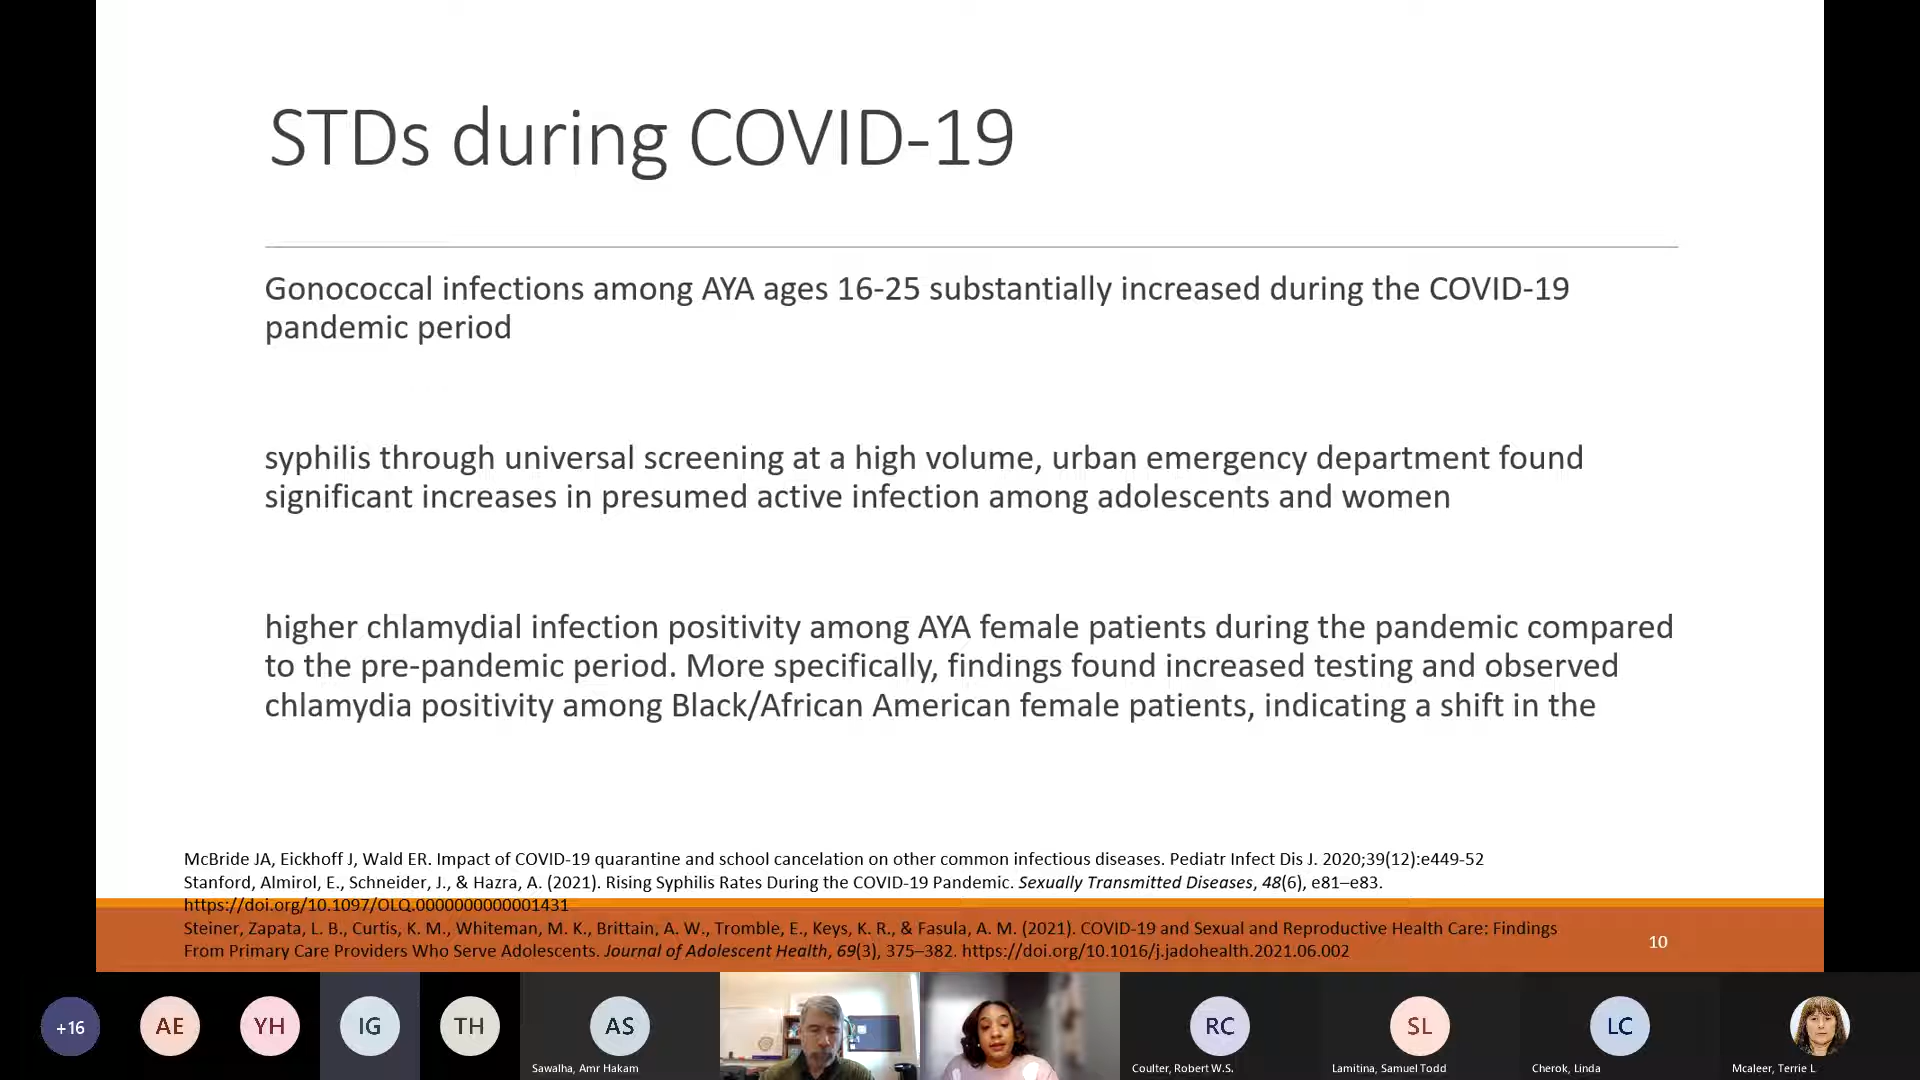 STDs during COVID-19
Gonococcal infections among AYA ages 16-25 substantially increased during the COVID-19
pandemic period
syphilis through universal screening at a high volume, urban emergency department found
significant increases in presumed active infection among adolescents and women
higher chlamydial infection positivity among AYA female patients during the pandemic compared
to the pre-pandemic period. More specifically, findings found increased testing and observed
chlamydia positivity among Black/African American female patients, indicating a shift in the
McBride JA, Eickhoff J, Wald ER. Impact of COVID-19 quarantine and school cancelation on other common infectious diseases. Pediatr Infect Dis J. 2020;39(12):e449-52
Stanford, Almirol, E., Schneider, J., & Hazra, A. (2021). Rising Syphilis Rates During the COVID-19 Pandemic. Sexually Transmitted Diseases, 48(6), e81–e83.
https://doi.org/10.1097/OLQ.0000000000001431
Steiner, Zapata, L. B., Curtis, K. M., Whiteman, M. K., Brittain, A. W., Tromble, E., Keys, K. R., & Fasula, A. M. (2021). COVID-19 and Sexual and Reproductive Health Care: Findings
From Primary Care Providers Who Serve Adolescents. Journal of Adolescent Health, 69(3), 375–382. https://doi.org/10.1016/j.jadohealth.2021.06.002
10
+16
AE
YH
IG
TH
AS
RC
SL
LC
Sawalha, Amr Hakam
Coulter, Robert W.S.
Lamitina, Samuel Todd
Cherok, Linda
Mcaleer, Terrie L